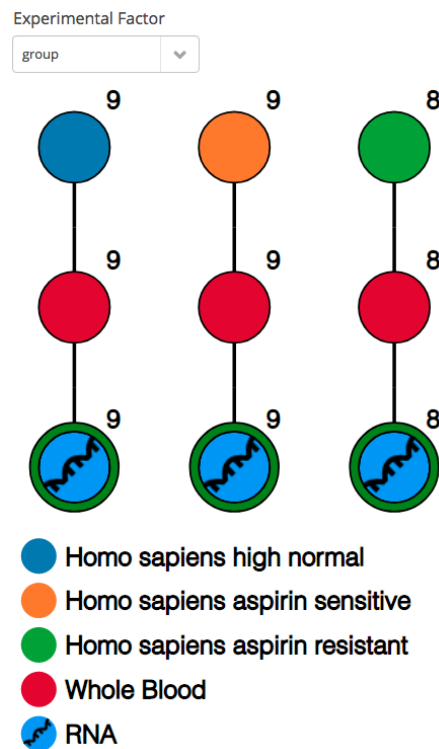 Experimental Factor
group
9 9 8
9 9 8
9 9 8
Homo sapiens high normal
Homo sapiens aspirin sensitive
Homo sapiens aspirin resistant
Whole Blood
RNA